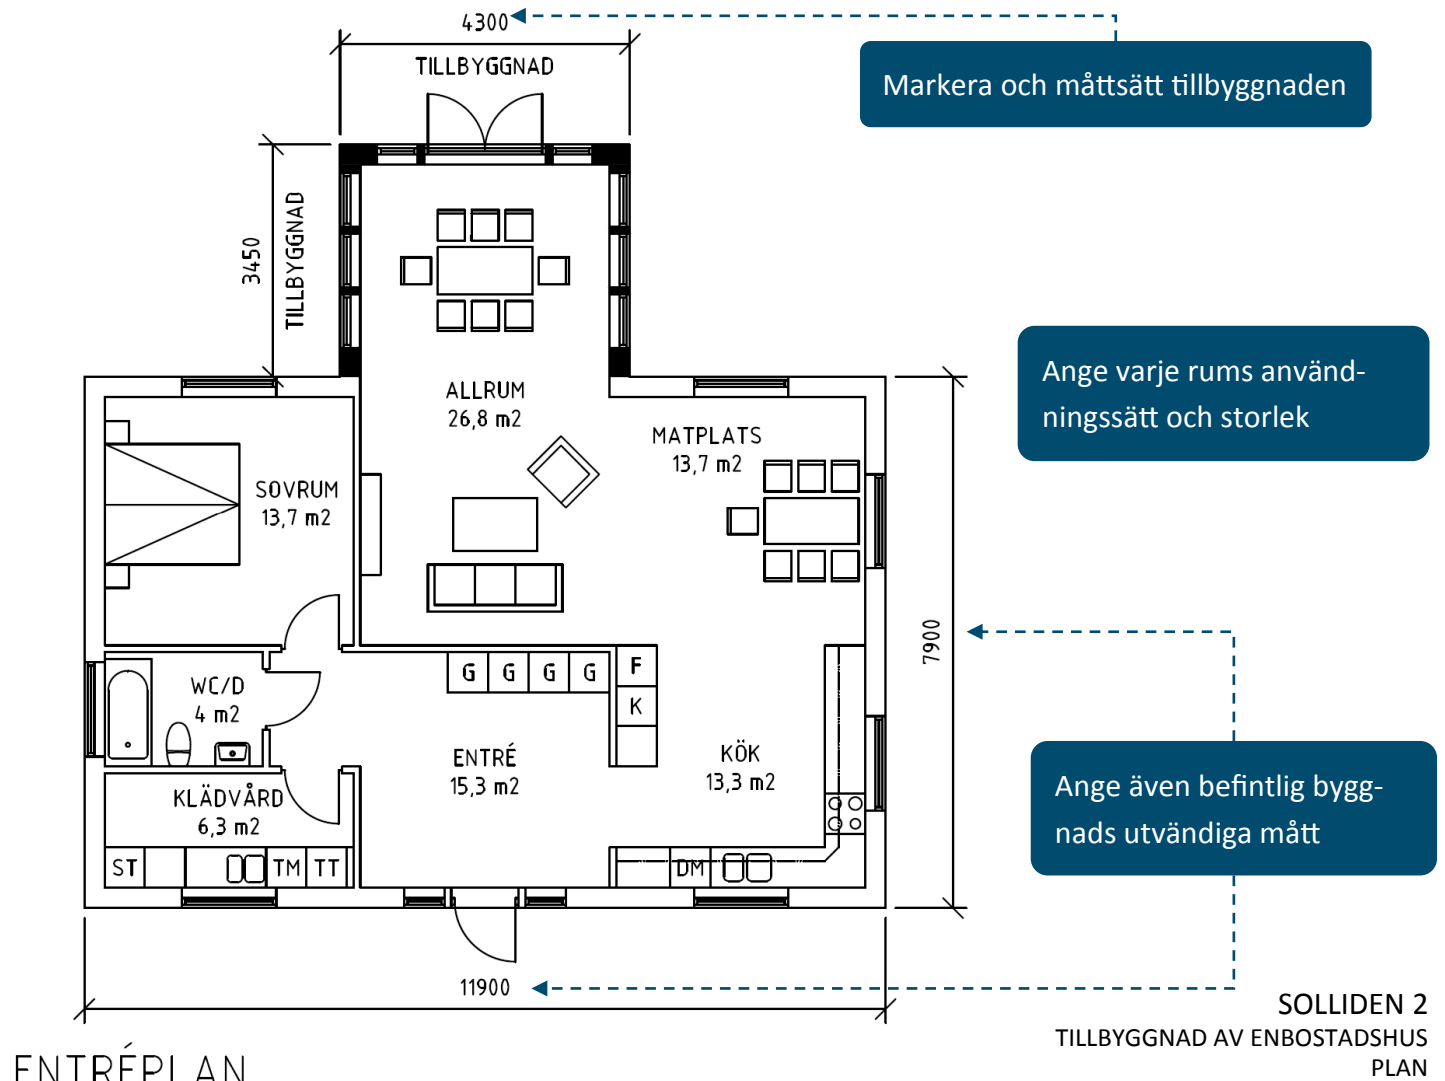 4300
TILLBYGGNAD
Markera och måttsätt tillbyggnaden
3450
TILLBYGGNAD
ALLRUM
26,8 m2
Ange varje rums använd-
ningssätt och storlek
MATPLATS
13,7 m2
SOVRUM
13,7 m2
7900
G G G G
F
K
WC/D
4 m2
ENTRÉ
15,3 m2
KÖK
13,3 m2
Ange även befintlig bygg-
nads utvändiga mått
KLÄDVÅRD
6,3 m2
ST TM TT
DM
11900
SOLLIDEN 2
TILLBYGGNAD AV ENBOSTADSHUS
PLAN
ENTRÉPLAN